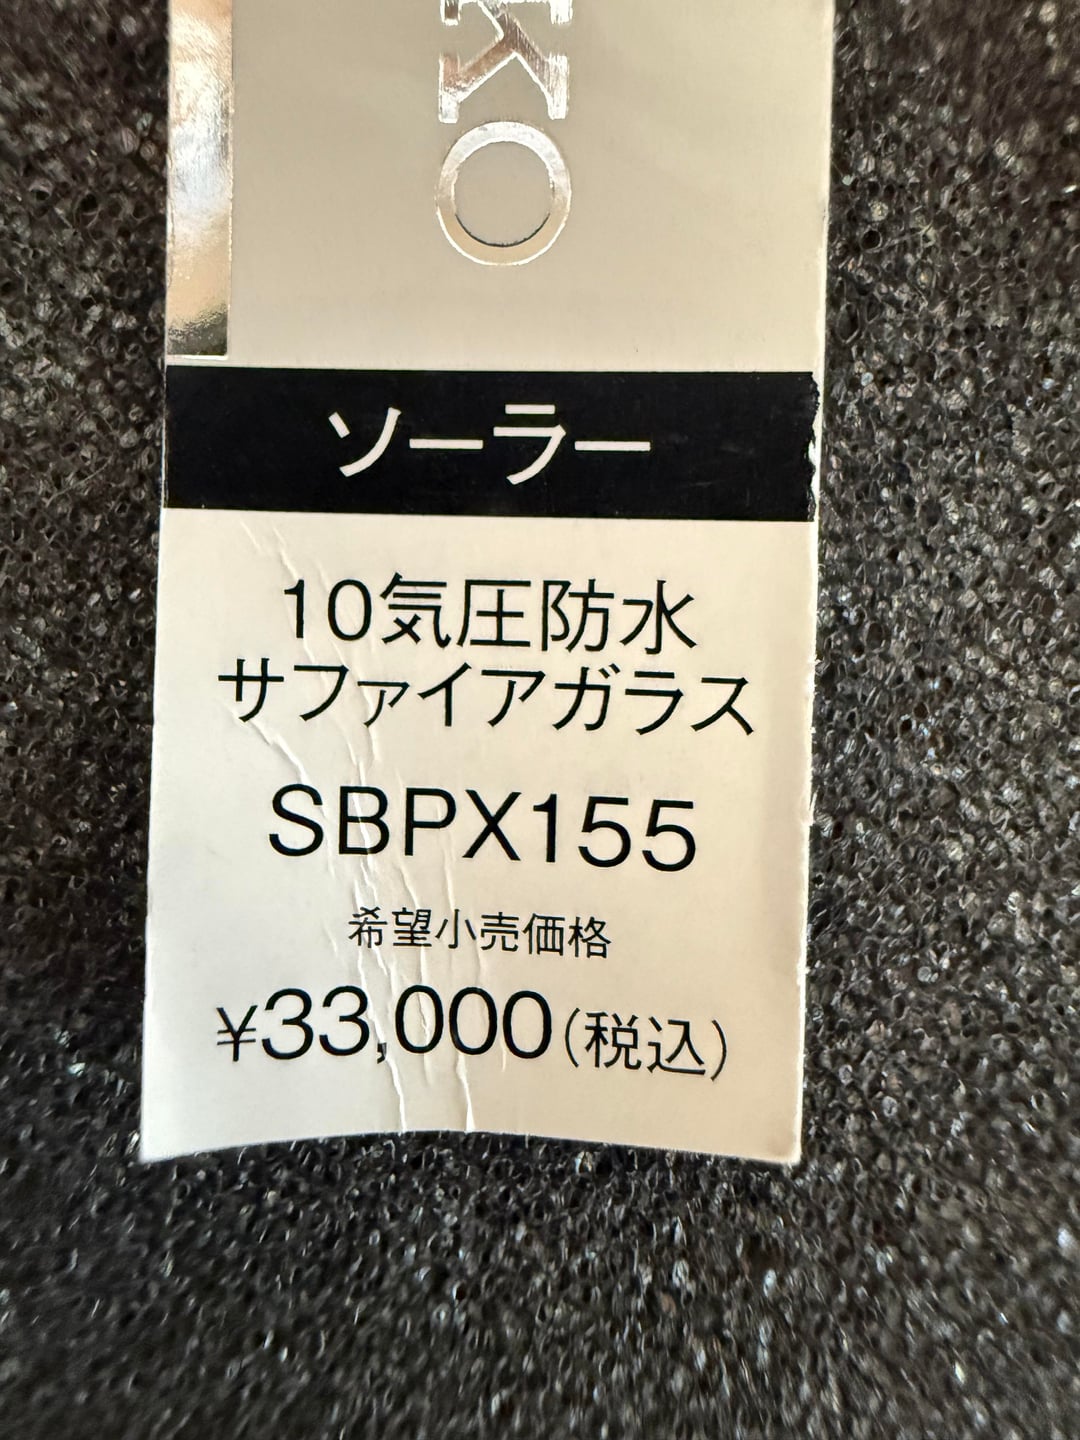 KO
ソーラー
10気圧防水
サファイアガラス
SBPX155
希望小売価格
¥33,000(税込)